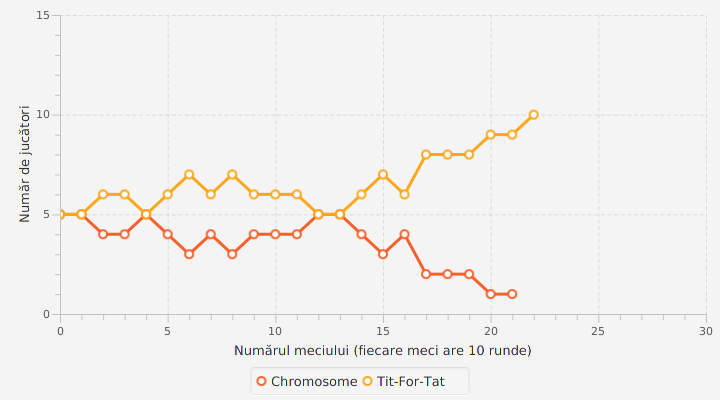 15
10
5
0
Număr de jucători
0 5 10 15 20 25 30
Numărul meciului (fiecare meci are 10 runde)
Chromosome Tit-For-Tat